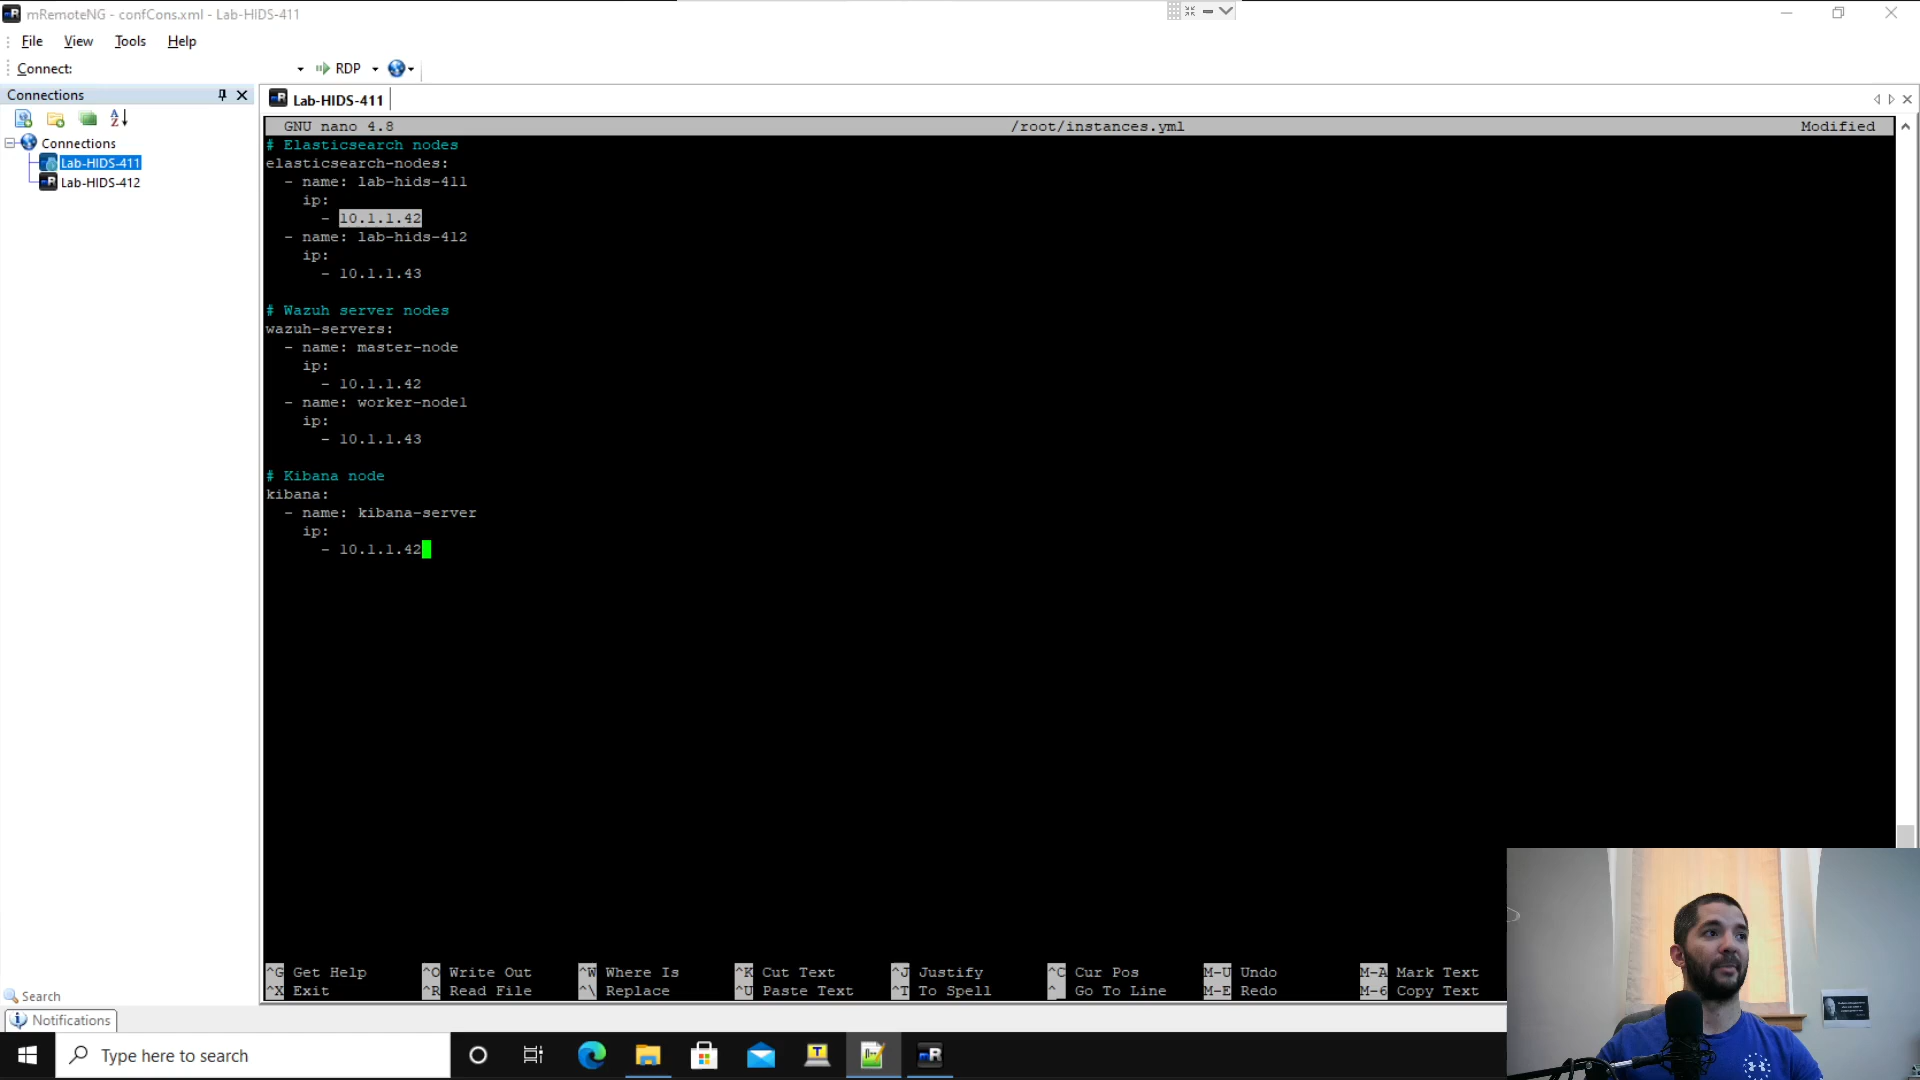 mRemoteNG - confCons.xml - Lab-HIDS-411
File View Tools Help
Connect: RDP
Connections
Lab-HIDS-411
Connections
Lab-HIDS-411
Lab-HIDS-412
GNU nano 4.8 /root/instances.yml Modified
# Elasticsearch nodes
elasticsearch-nodes:
- name: lab-hids-411
ip:
- 10.1.1.42
- name: lab-hids-412
ip:
- 10.1.1.43
# Wazuh server nodes
wazuh-servers:
- name: master-node
ip:
- 10.1.1.42
- name: worker-node1
ip:
- 10.1.1.43
# Kibana node
kibana:
- name: kibana-server
ip:
- 10.1.1.42
^G Get Help ^O Write Out ^W Where Is ^K Cut Text ^J Justify ^C Cur Pos M-U Undo M-A Mark Text
^X Exit ^R Read File ^\ Replace ^U Paste Text ^T To Spell ^_ Go To Line M-E Redo M-6 Copy Text
Search
Notifications
Type here to search